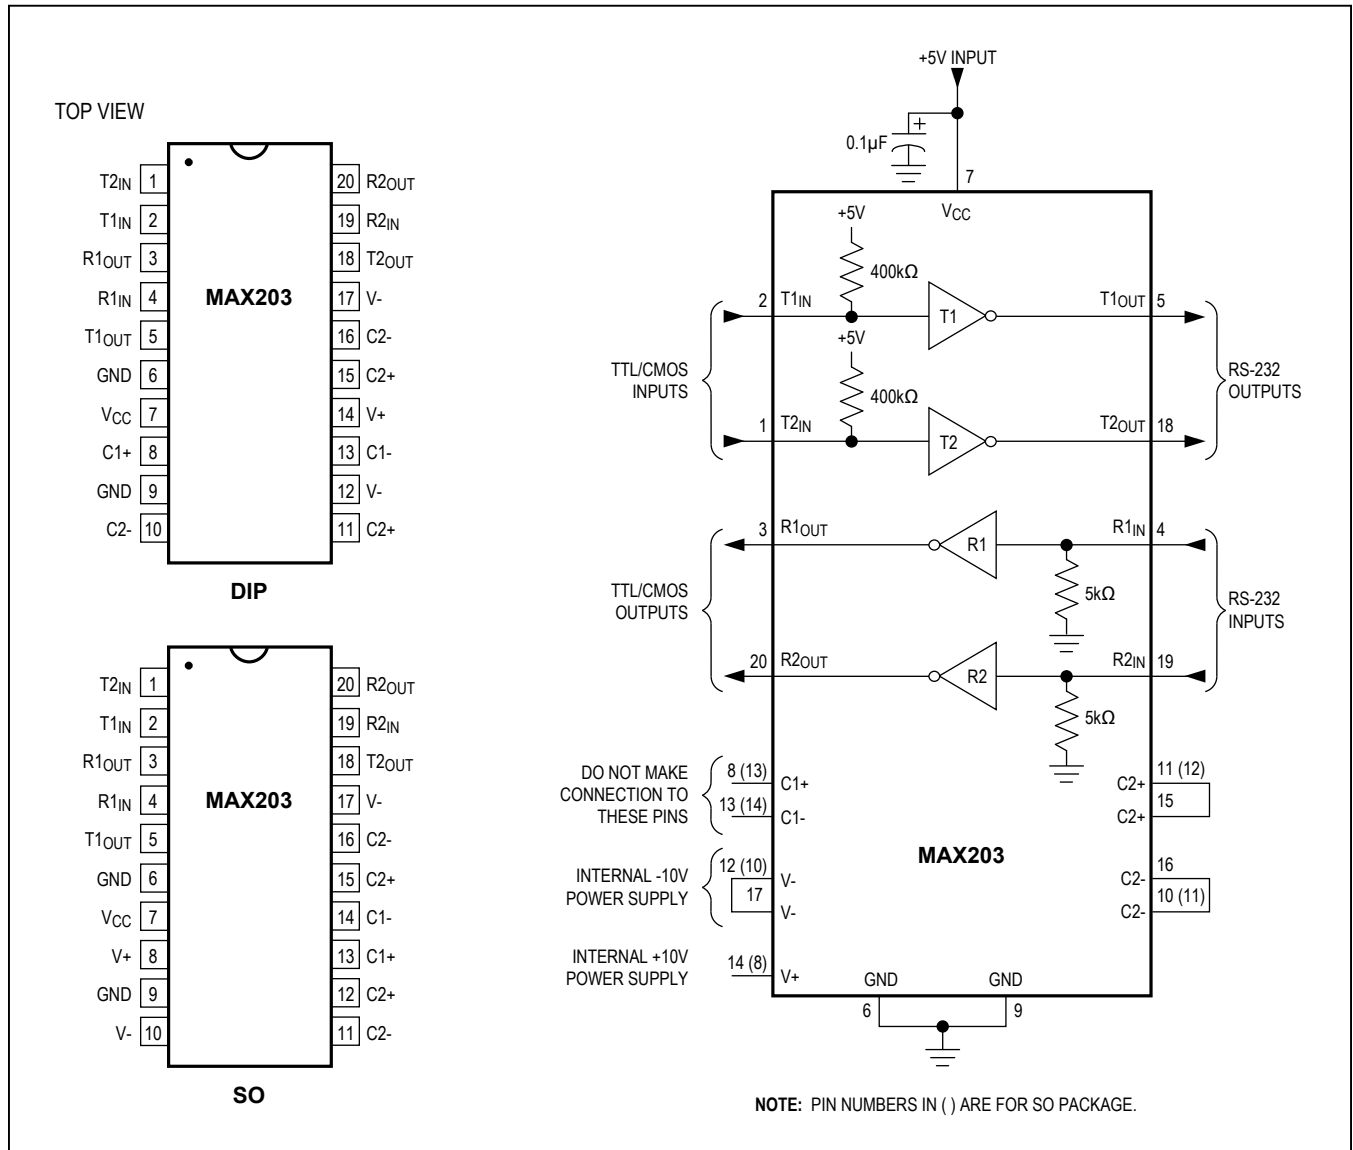 TOP VIEW
T2IN 1
T1IN 2
R1OUT 3
R1IN 4
T1OUT 5
GND 6
VCC 7
C1+ 8
GND 9
C2- 10
MAX203
20 R2OUT
19 R2IN
18 T2OUT
17 V-
16 C2-
15 C2+
14 V+
13 C1-
12 V-
11 C2+
DIP
T2IN 1
T1IN 2
R1OUT 3
R1IN 4
T1OUT 5
GND 6
VCC 7
V+ 8
GND 9
V- 10
MAX203
20 R2OUT
19 R2IN
18 T2OUT
17 V-
16 C2-
15 C2+
14 C1-
13 C1+
12 C2+
11 C2-
SO
+5V INPUT
+
0.1µF
7
VCC
+5V
400kΩ
2 T1IN
T1
T1OUT 5
+5V
400kΩ
TTL/CMOS
INPUTS
RS-232
OUTPUTS
1 T2IN
T2
T2OUT 18
3 R1OUT
R1
R1IN 4
5kΩ
TTL/CMOS
OUTPUTS
RS-232
INPUTS
20 R2OUT
R2
R2IN 19
5kΩ
DO NOT MAKE
CONNECTION TO
THESE PINS
8 (13)
C1+
13 (14)
C1-
11 (12)
C2+
15
C2+
MAX203
INTERNAL -10V
POWER SUPPLY
12 (10)
V-
17
V-
16
C2-
10 (11)
C2-
INTERNAL +10V
POWER SUPPLY
14 (8)
V+
GND
GND
6
9
NOTE: PIN NUMBERS IN ( ) ARE FOR SO PACKAGE.